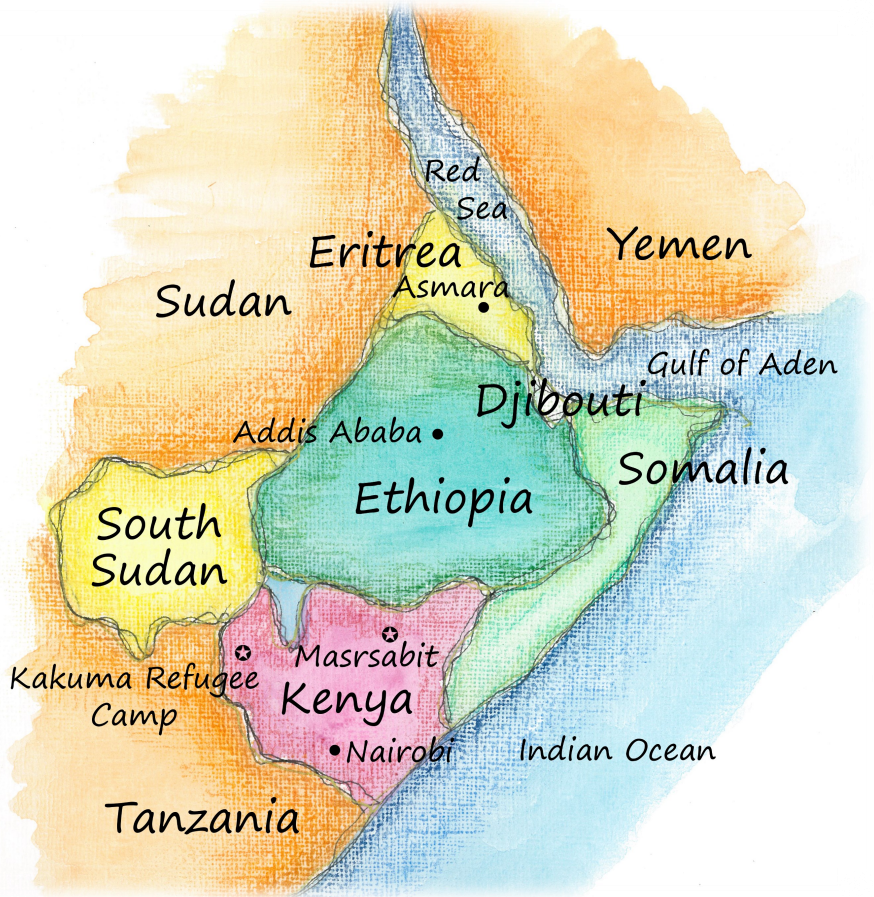 Red
Sea
Eritrea
Yemen
Asmara
Sudan
Gulf of Aden
Djibouti
Addis Ababa
Somalia
Ethiopia
South
Sudan
Masrsabit
Kakuma Refugee
Camp
Kenya
Nairobi
Indian Ocean
Tanzania